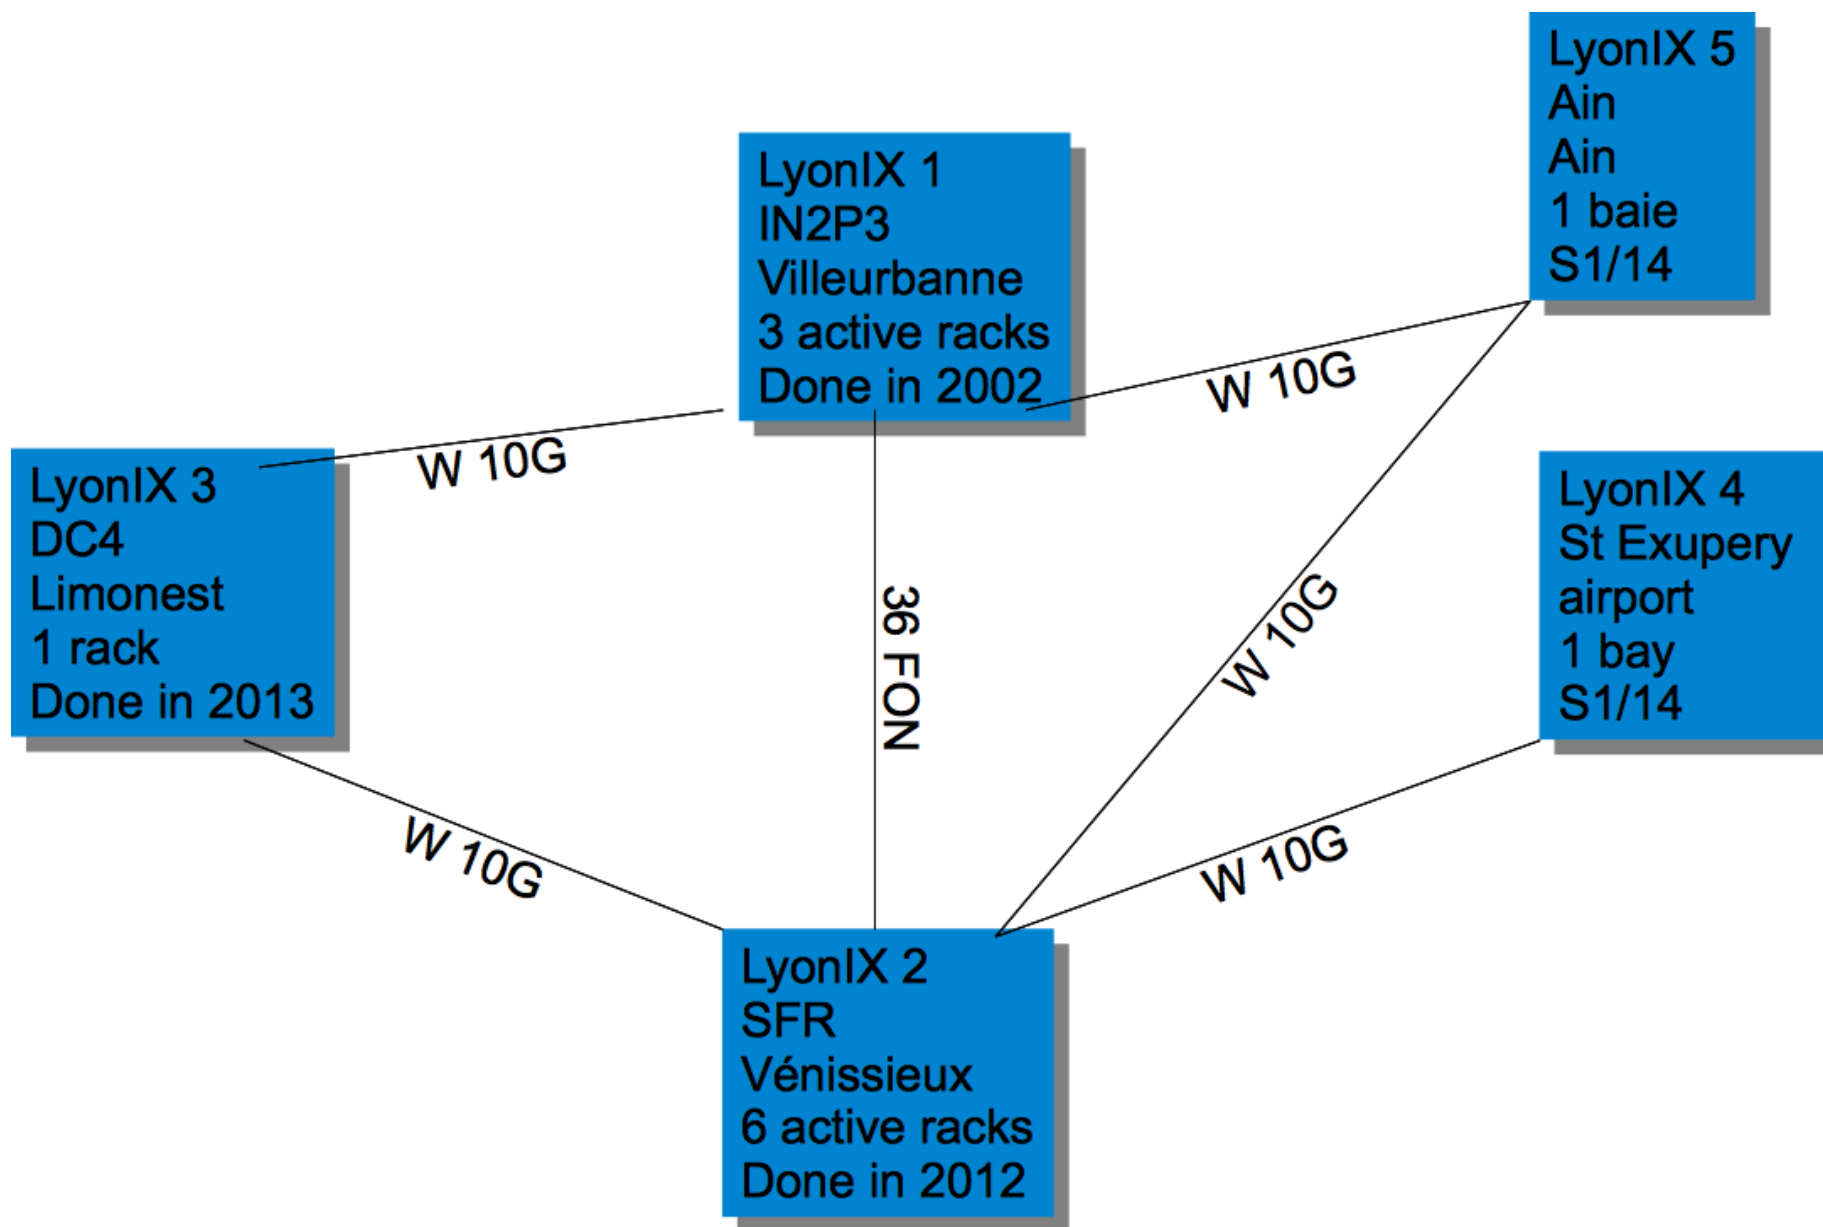 LyonIX 5
Ain
Ain
1 baie
S1/14
LyonIX 1
IN2P3
Villeurbanne
3 active racks
Done in 2002
W 10G
W 10G
LyonIX 3
DC4
Limonest
1 rack
Done in 2013
36 FON
W 10G
LyonIX 4
St Exupery
airport
1 bay
S1/14
W 10G
W 10G
LyonIX 2
SFR
Vénissieux
6 active racks
Done in 2012